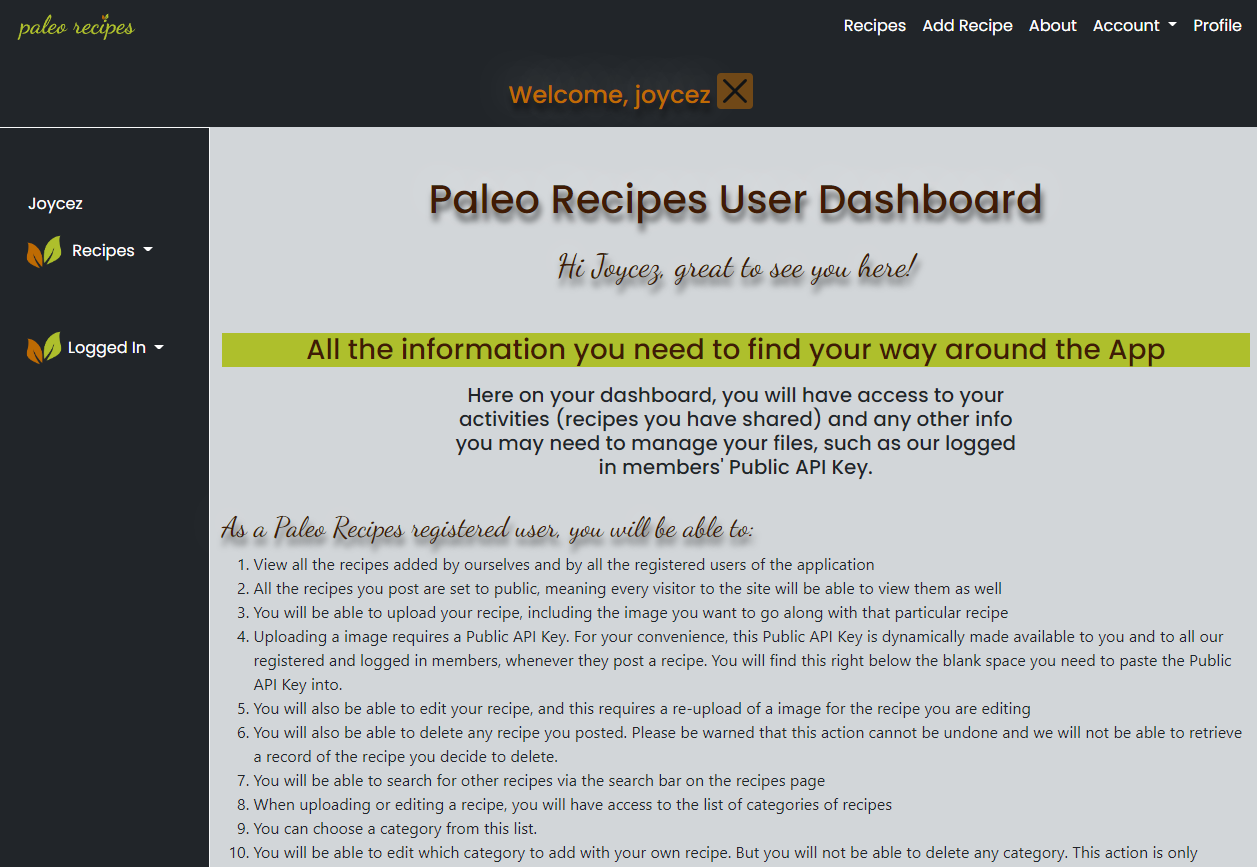 paleo recipes
Recipes Add Recipe About Account Profile
Welcome, joycez
Joycez
Recipes
Logged In
Paleo Recipes User Dashboard
Hi Joycez, great to see you here!
All the information you need to find your way around the App
Here on your dashboard, you will have access to your
activities (recipes you have shared) and any other info
you may need to manage your files, such as our logged
in members' Public API Key.
As a Paleo Recipes registered user, you will be able to:
1. View all the recipes added by ourselves and by all the registered users of the application
2. All the recipes you post are set to public, meaning every visitor to the site will be able to view them as well
3. You will be able to upload your recipe, including the image you want to go along with that particular recipe
4. Uploading a image requires a Public API Key. For your convenience, this Public API Key is dynamically made available to you and to all our
registered and logged in members, whenever they post a recipe. You will find this right below the blank space you need to paste the Public
API Key into.
5. You will also be able to edit your recipe, and this requires a re-upload of a image for the recipe you are editing
6. You will also be able to delete any recipe you posted. Please be warned that this action cannot be undone and we will not be able to retrieve
a record of the recipe you decide to delete.
7. You will be able to search for other recipes via the search bar on the recipes page
8. When uploading or editing a recipe, you will have access to the list of categories of recipes
9. You can choose a category from this list.
10. You will be able to edit which category to add with your own recipe. But you will not be able to delete any category. This action is only